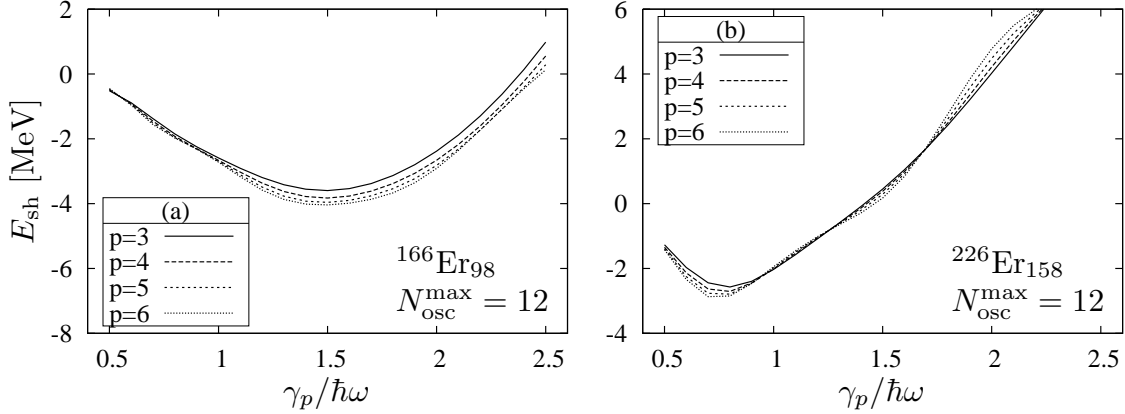 E_sh [MeV]
2
0
-2
-4
-6
-8
(a)
p=3
p=4
p=5
p=6
¹⁶⁶Er₉₈
N_osc^max = 12
0.5 1 1.5 2 2.5
γ_p/ħω
6
4
2
0
-2
-4
(b)
p=3
p=4
p=5
p=6
²²⁶Er₁₅₈
N_osc^max = 12
0.5 1 1.5 2 2.5
γ_p/ħω